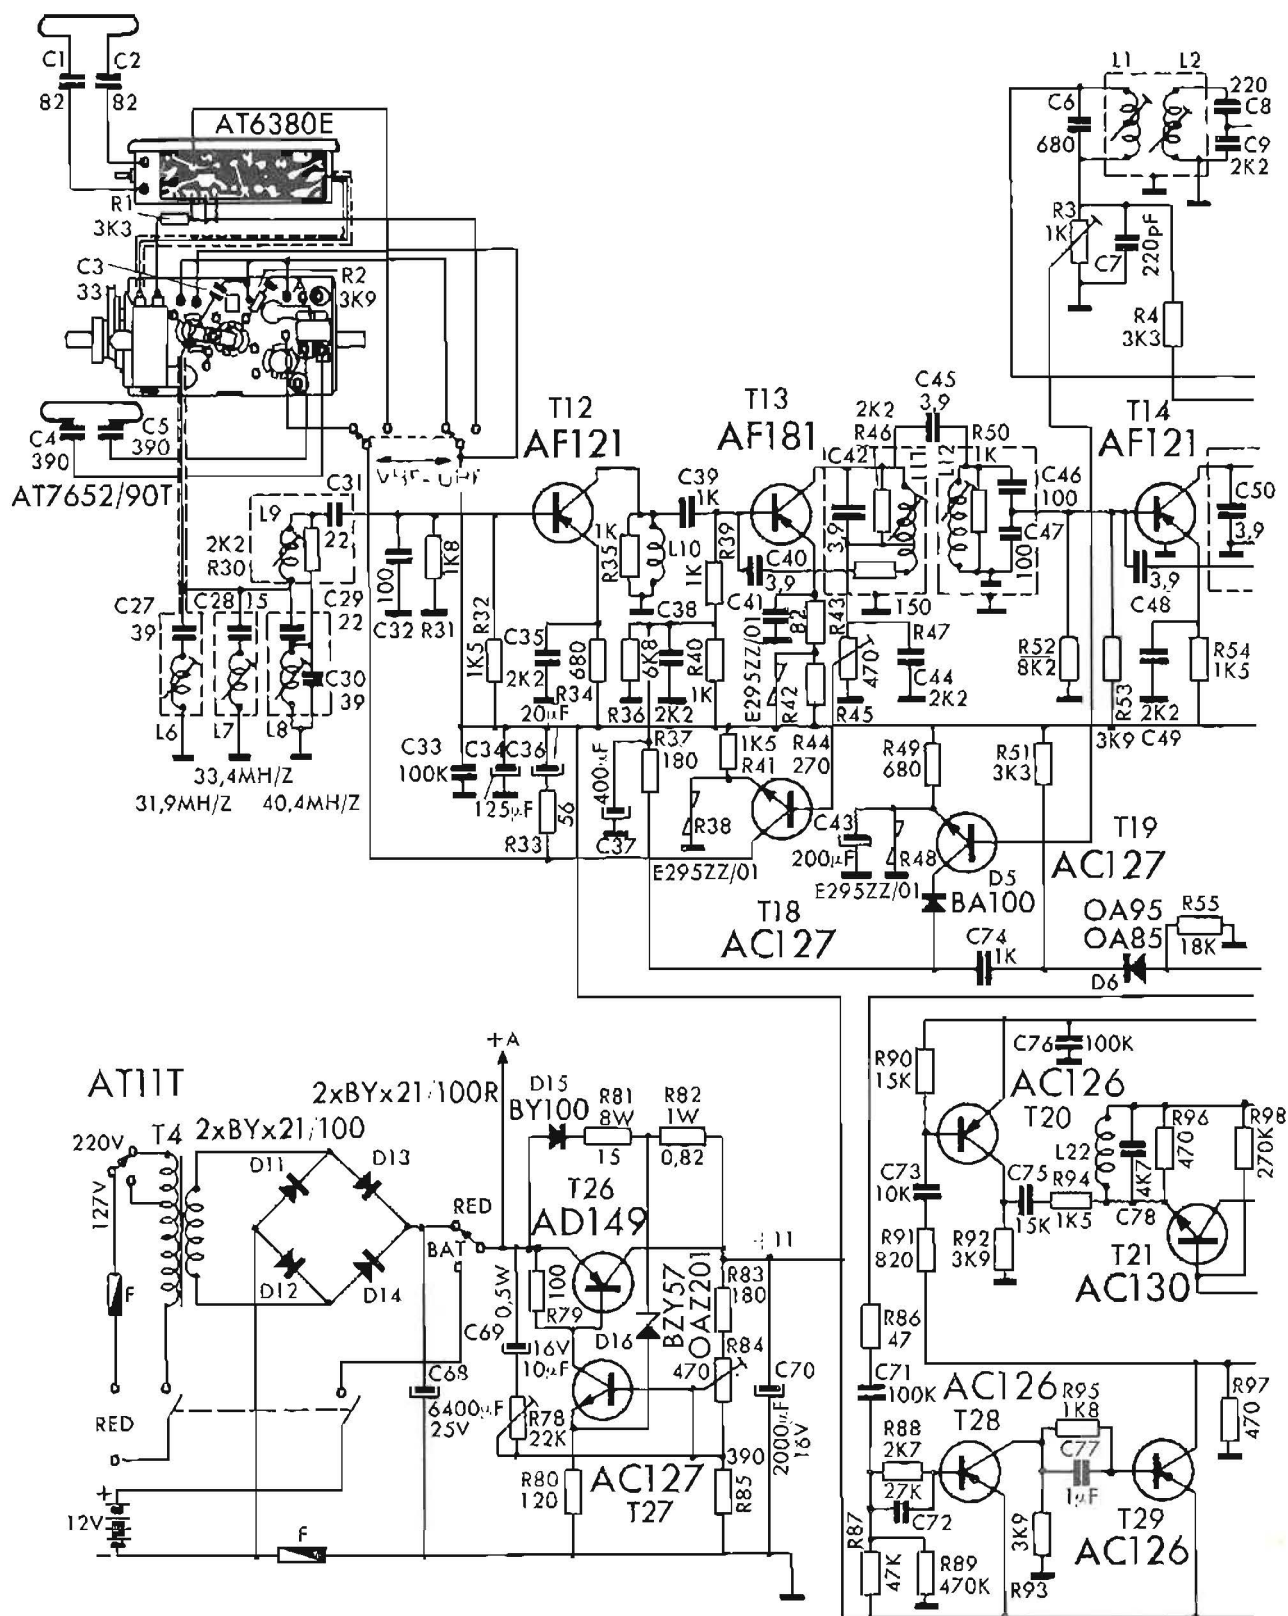 C1
C2
82
82
AT6380E
R1
3K3
C3
33
R2
3K9
A
C4
390
C5
390
AT7652/90T
VHF-UHF
L1
L2
C6
680
220
C8
C9
2K2
R3
1K
C7
220pF
R4
3K3
T12
AF121
T13
AF181
C45
3,9
2K2
R46
R50
1K
T14
AF121
C31
22
L9
2K2
R30
C39
1K
C42
3,9
L11
L12
C46
100
C47
100
C50
3,9
C27
39
C28
15
C29
22
C30
39
L6
L7
L8
33,4MH/Z
31,9MH/Z
40,4MH/Z
100
C32
1K8
R31
R32
1K5
1K
R35
L10
R39
1K
C40
3,9
C41
C38
C35
2K2
680
R34
R36
6K8
2K2
R40
1K
E295ZZ/01
82
R43
R42
150
470
R45
R47
C44
2K2
R52
8K2
R53
3K9
C48
3,9
2K2
C49
R54
1K5
C33
100K
C34
125µF
20µF
C36
56
R33
400µF
C37
R37
180
1K5
R41
R38
E295ZZ/01
R44
270
T18
AC127
C43
200µF
R48
E295ZZ/01
R49
680
R51
3K3
D5
BA100
T19
AC127
C74
1K
OA95
OA85
D6
R55
18K
AT11T
+A
2xBYx21/100R
2xBYx21/100
220V
127V
T4
D11
D13
D12
D14
F
RED
BAT
RED
+
12V
F
D15
BY100
R81
8W
15
R82
1W
0,82
T26
AD149
0,5W
100
R79
C69
16V
10µF
D16
BZY57
OAZ201
+11
R83
180
R84
470
C70
2000µF
16V
C68
6400µF
25V
R78
22K
R80
120
AC127
T27
390
R85
R90
15K
C76
100K
AC126
T20
L22
4K7
C78
R96
470
R98
270K
C73
10K
C75
15K
R94
1K5
R91
820
R92
3K9
T21
AC130
R86
47
C71
100K
R88
2K7
27K
C72
AC126
T28
R95
1K8
C77
1µF
R97
470
R87
47K
R89
470K
3K9
R93
T29
AC126